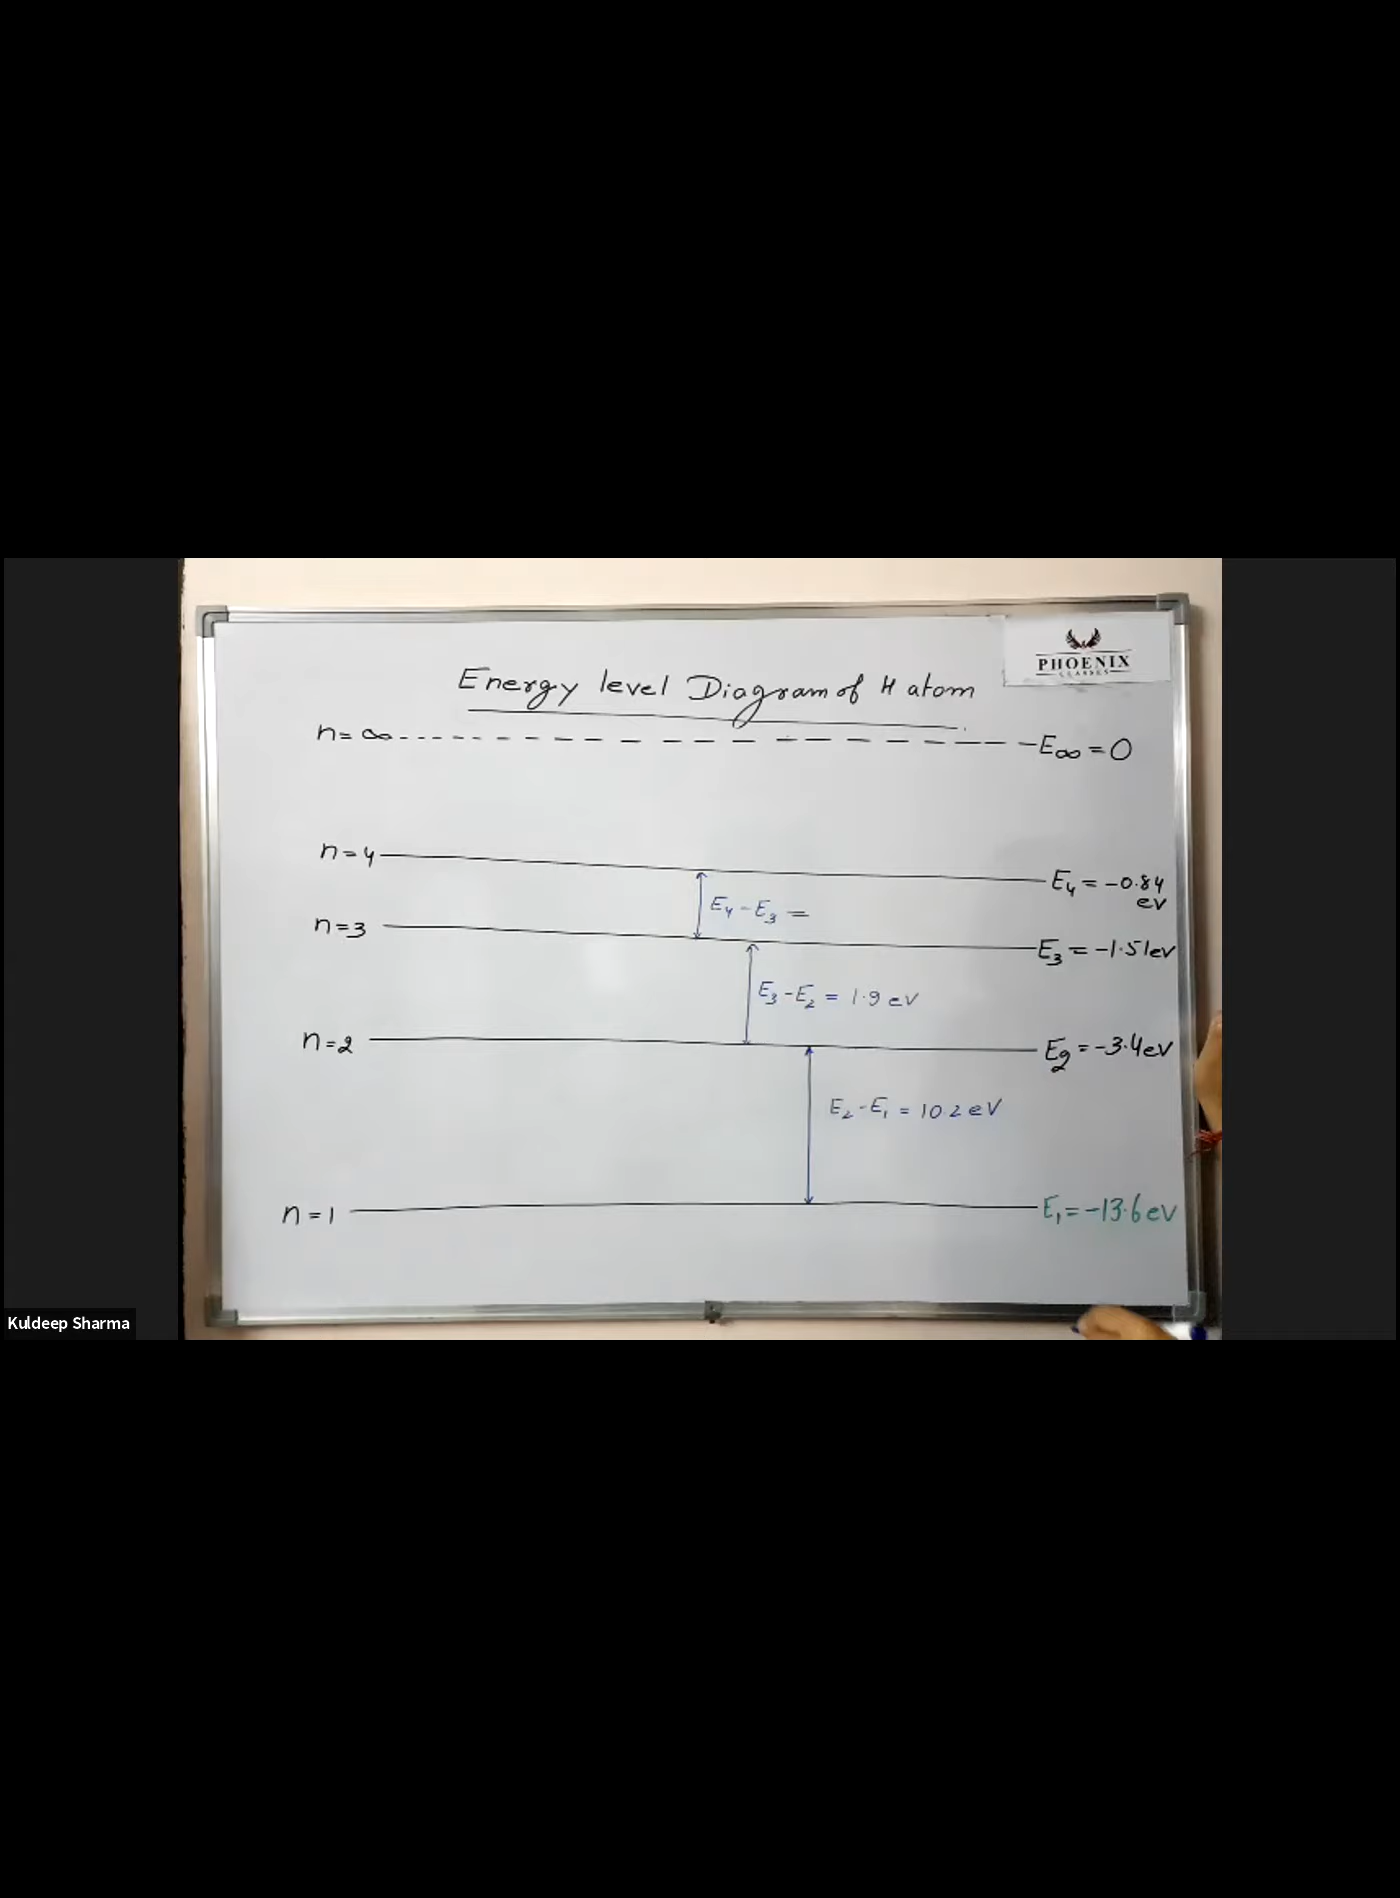 PHOENIX
CLASSES
Energy level Diagram of H atom
n=∞ E∞=0
n=4 E4=-0.84
ev
E4-E3=
n=3 E3=-1.51ev
E3-E2=1.9 eV
n=2 E2=-3.4eV
E2-E1=10.2 eV
n=1 E1=-13.6 eV
Kuldeep Sharma